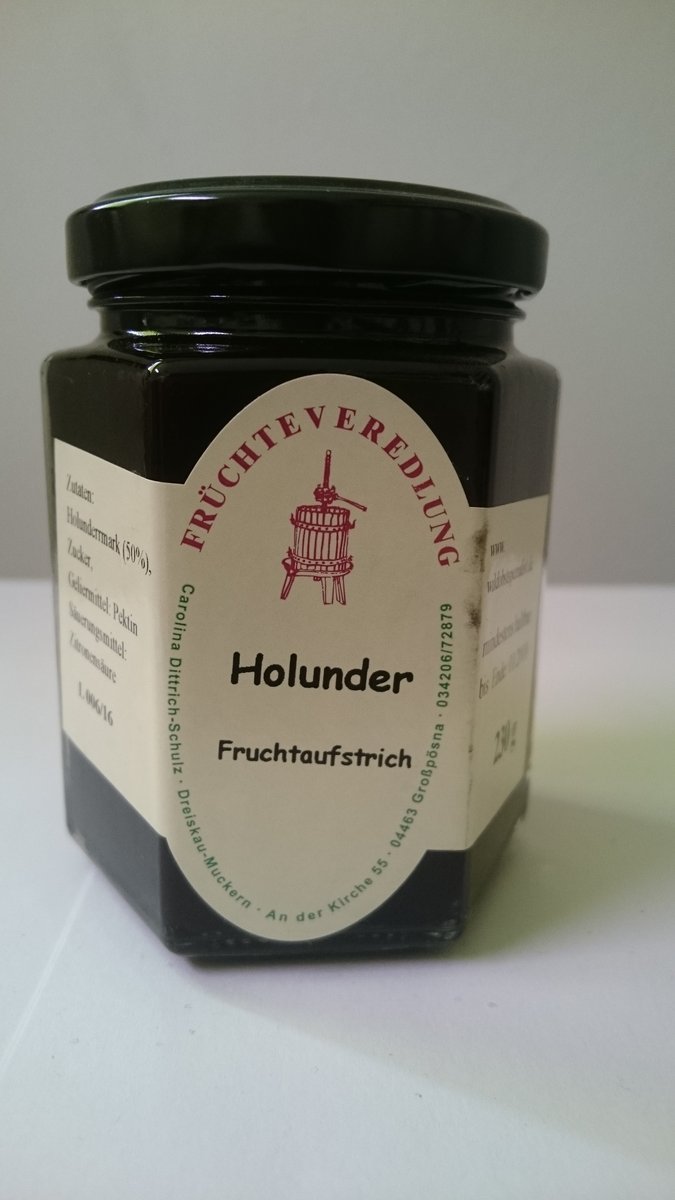 Zutaten:
Holundermark (50%),
Zucker,
Geliermittel: Pektin
Säuerungsmittel:
Zitronensäure
L 006/16
FRÜCHTEVEREDLUNG
Holunder
Fruchtaufstrich
Carolina Dittrich-Schulz · Dreiskau-Muckern · An der Kirche 55 · 04463 Großpösna · 034206/72879
www.
mindestens haltbar
bis Ende
230 g